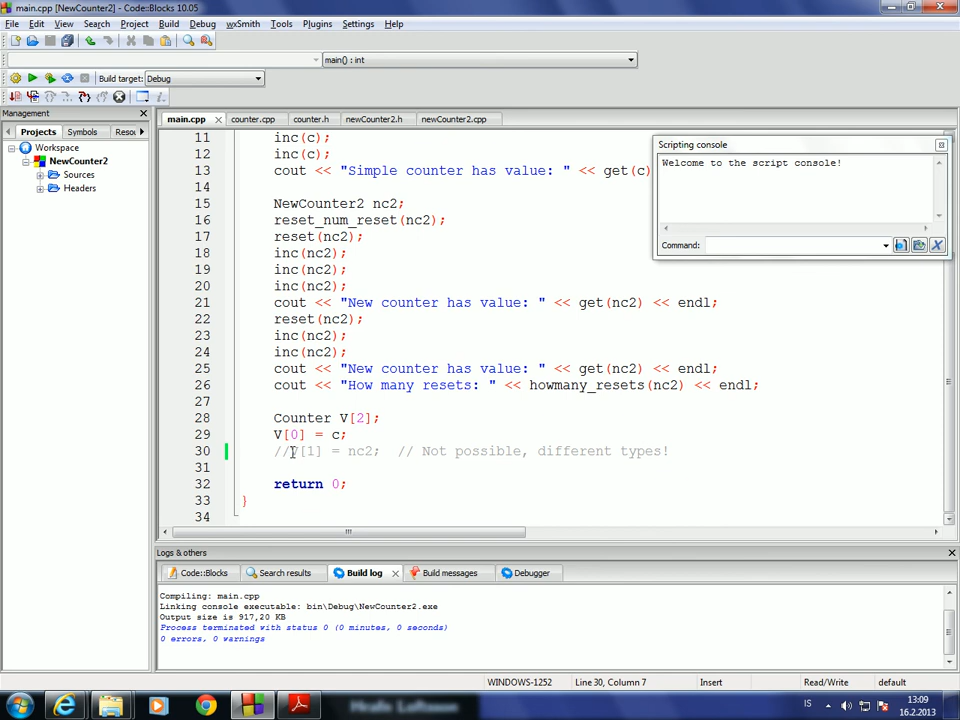 main.cpp [NewCounter2] - Code::Blocks 10.05
File Edit View Search Project Build Debug wxSmith Tools Plugins Settings Help
main() : int
Build target: Debug
Management
Projects Symbols Resou
Workspace
NewCounter2
Sources
Headers
main.cpp counter.cpp counter.h newCounter2.h newCounter2.cpp
11 inc(c);
12 inc(c);
13 cout << "Simple counter has value: " << get(c)
14
15 NewCounter2 nc2;
16 reset_num_reset(nc2);
17 reset(nc2);
18 inc(nc2);
19 inc(nc2);
20 inc(nc2);
21 cout << "New counter has value: " << get(nc2) << endl;
22 reset(nc2);
23 inc(nc2);
24 inc(nc2);
25 cout << "New counter has value: " << get(nc2) << endl;
26 cout << "How many resets: " << howmany_resets(nc2) << endl;
27
28 Counter V[2];
29 V[0] = c;
30 //V[1] = nc2; // Not possible, different types!
31
32 return 0;
33 }
34
Scripting console
Welcome to the script console!
Command:
Logs & others
Code::Blocks Search results Build log Build messages Debugger
Compiling: main.cpp
Linking console executable: bin\Debug\NewCounter2.exe
Output size is 917,20 KB
Process terminated with status 0 (0 minutes, 0 seconds)
0 errors, 0 warnings
WINDOWS-1252 Line 30, Column 7 Insert Read/Write default
Hrafn Loftsson
IS
13:09
16.2.2013